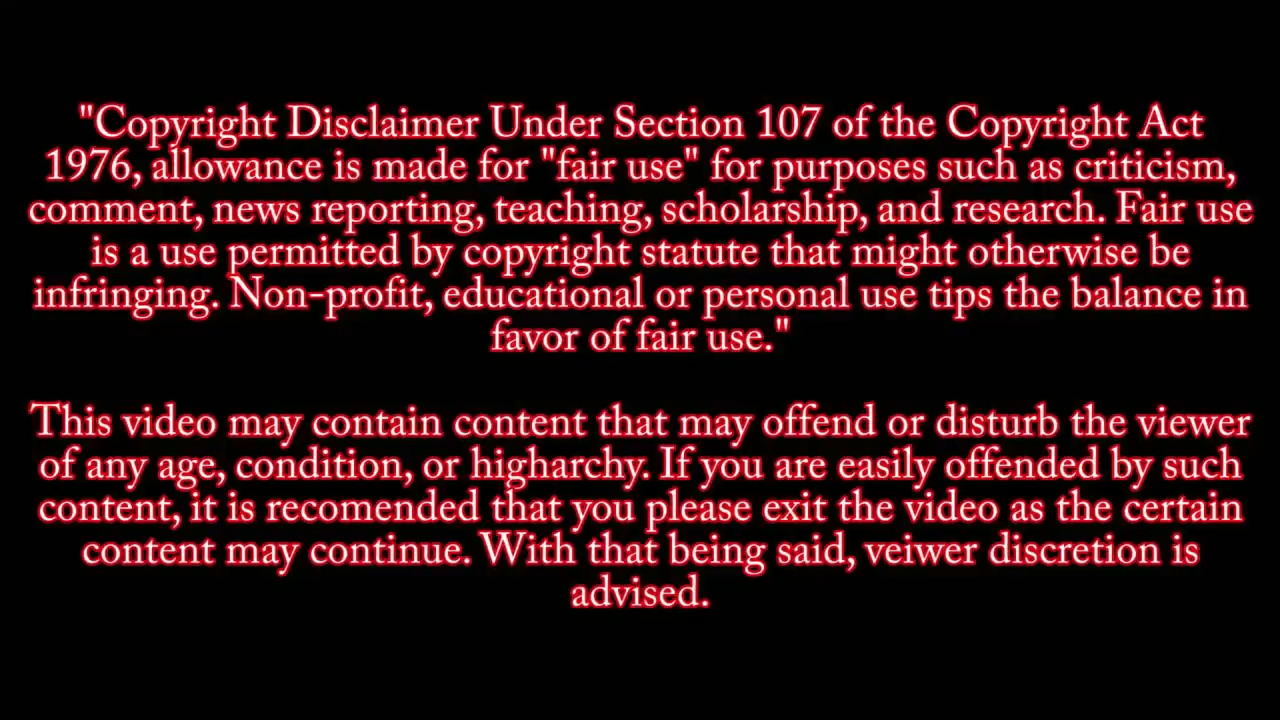 "Copyright Disclaimer Under Section 107 of the Copyright Act
1976, allowance is made for "fair use" for purposes such as criticism,
comment, news reporting, teaching, scholarship, and research. Fair use
is a use permitted by copyright statute that might otherwise be
infringing. Non-profit, educational or personal use tips the balance in
favor of fair use."
This video may contain content that may offend or disturb the viewer
of any age, condition, or higharchy. If you are easily offended by such
content, it is recomended that you please exit the video as the certain
content may continue. With that being said, veiwer discretion is
advised.